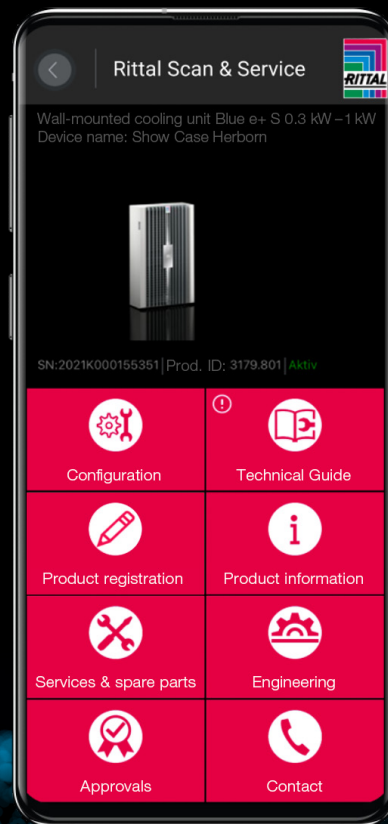 Rittal Scan & Service
RITTAL
Wall-mounted cooling unit Blue e+ S 0.3 kW – 1 kW
Device name: Show Case Herborn
SN:2021K000155351|Prod. ID: 3179.801|Aktiv
Configuration
Technical Guide
Product registration
Product information
Services & spare parts
Engineering
Approvals
Contact